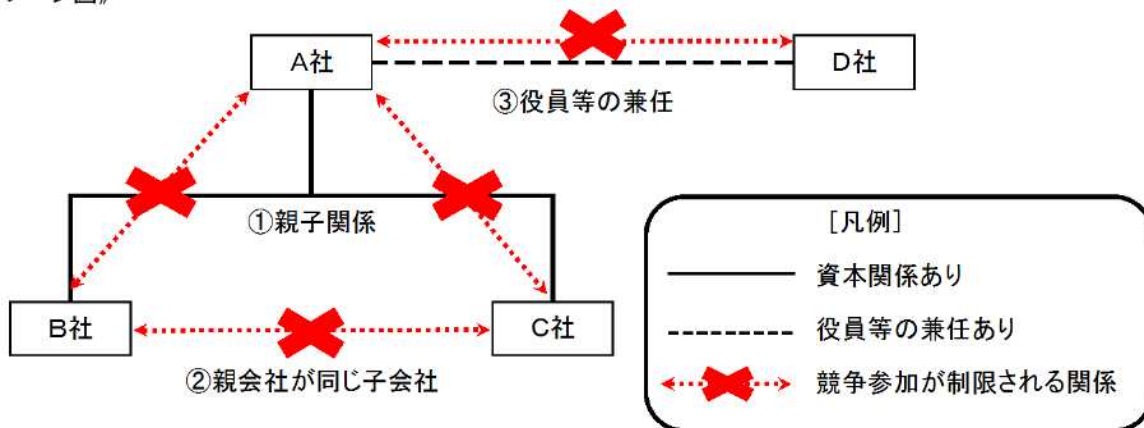 A社
D社
③役員等の兼任
①親子関係
B社
C社
②親会社が同じ子会社
[凡例]
資本関係あり
役員等の兼任あり
競争参加が制限される関係